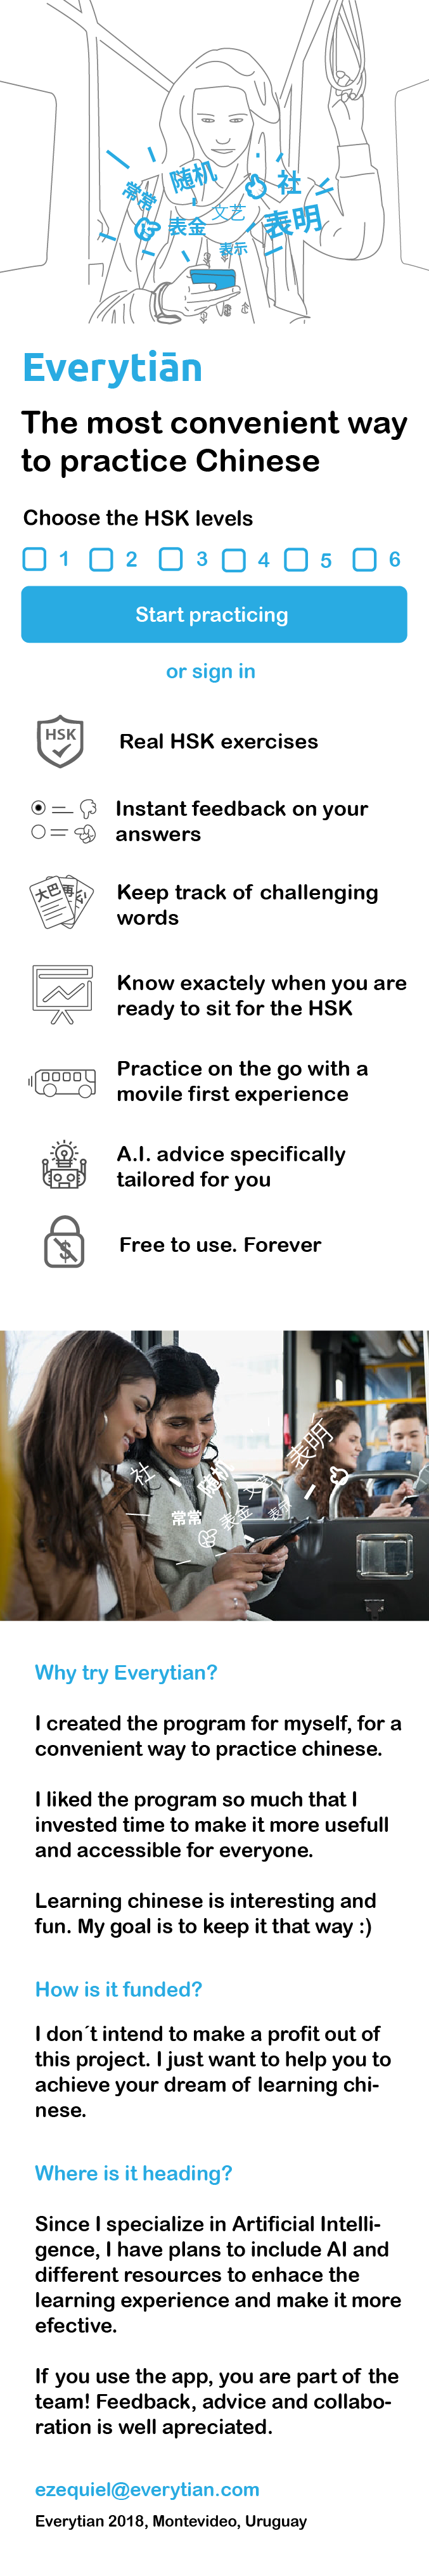 随机
社
常常
文艺
表明
表金
表示
Everytiān
The most convenient way
to practice Chinese
Choose the HSK levels
1 2 3 4 5 6
Start practicing
or sign in
HSK
Real HSK exercises
Instant feedback on your
answers
大巴 再 公
Keep track of challenging
words
Know exactely when you are
ready to sit for the HSK
Practice on the go with a
movile first experience
A.I. advice specifically
tailored for you
$
Free to use. Forever
表明
社
随机
文艺
常常
表金
表示
Why try Everytian?
I created the program for myself, for a
convenient way to practice chinese.
I liked the program so much that I
invested time to make it more usefull
and accessible for everyone.
Learning chinese is interesting and
fun. My goal is to keep it that way :)
How is it funded?
I don´t intend to make a profit out of
this project. I just want to help you to
achieve your dream of learning chi-
nese.
Where is it heading?
Since I specialize in Artificial Intelli-
gence, I have plans to include AI and
different resources to enhace the
learning experience and make it more
efective.
If you use the app, you are part of the
team! Feedback, advice and collabo-
ration is well apreciated.
ezequiel@everytian.com
Everytian 2018, Montevideo, Uruguay